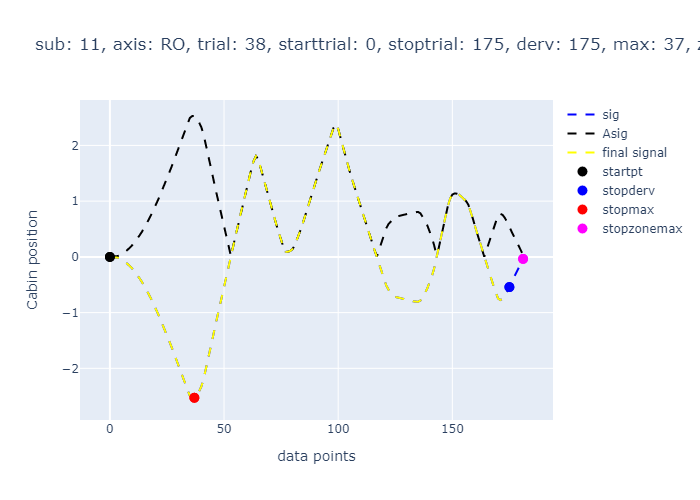 sub: 11, axis: RO, trial: 38, starttrial: 0, stoptrial: 175, derv: 175, max: 37,
Cabin position
2
1
0
−1
−2
0
50
100
150
data points
sig
Asig
final signal
startpt
stopderv
stopmax
stopzonemax